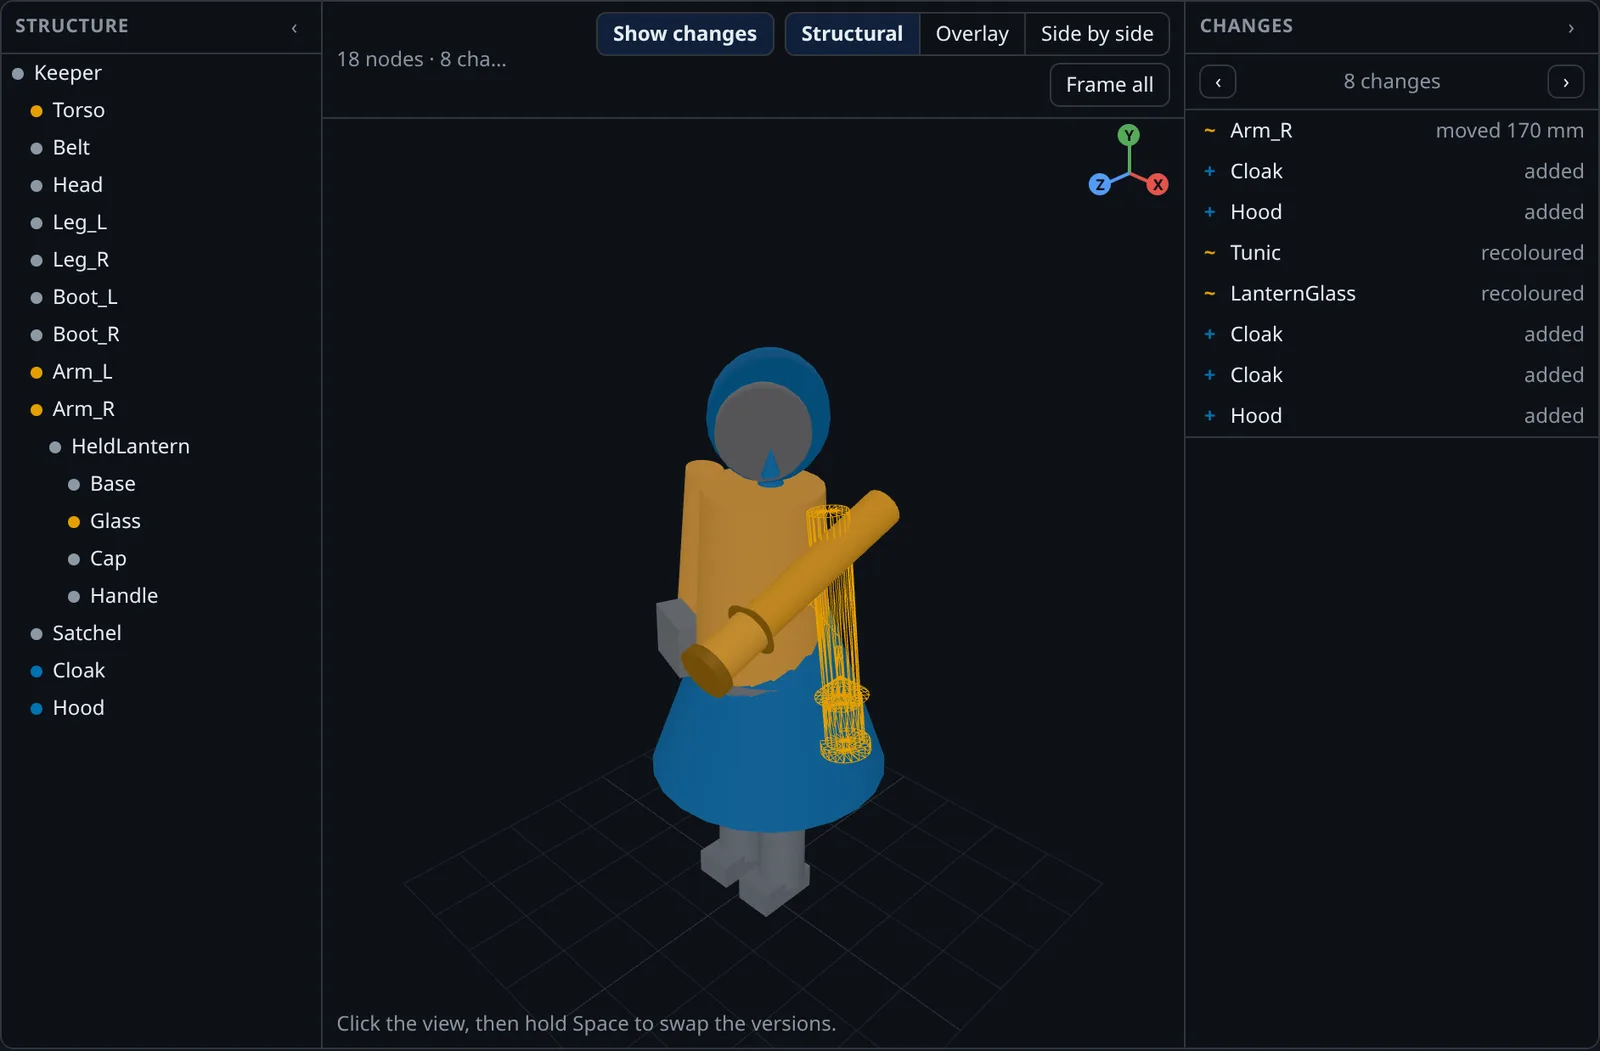 STRUCTURE
‹
Keeper
Torso
Belt
Head
Leg_L
Leg_R
Boot_L
Boot_R
Arm_L
Arm_R
HeldLantern
Base
Glass
Cap
Handle
Satchel
Cloak
Hood
18 nodes · 8 cha...
Show changes
Structural
Overlay
Side by side
Frame all
Y
Z
X
Click the view, then hold Space to swap the versions.
CHANGES
›
‹ 8 changes ›
~ Arm_R moved 170 mm
+ Cloak added
+ Hood added
~ Tunic recoloured
~ LanternGlass recoloured
+ Cloak added
+ Cloak added
+ Hood added